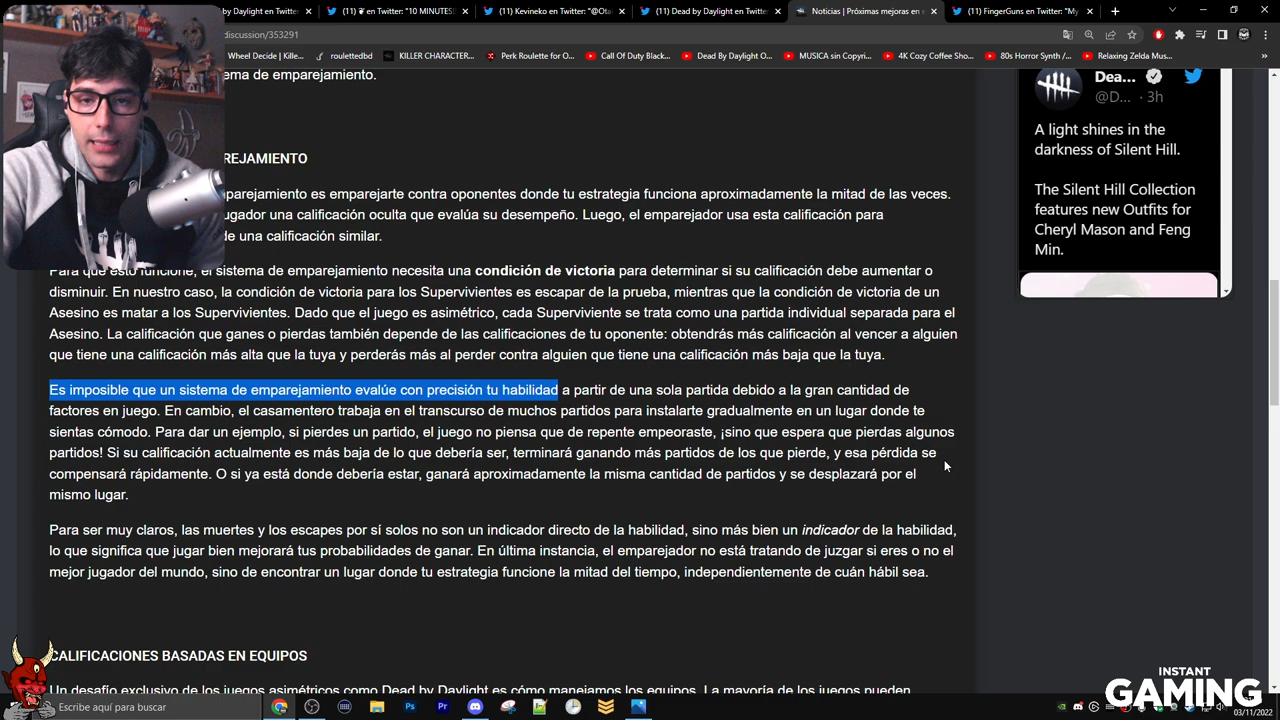 by Daylight en Twitter:
(11) ❦ en Twitter: "10 MINUTES!
(11) Kevineko en Twitter: "@Ota
(11) Dead by Daylight en Twitter:
Noticias | Próximas mejoras en e
(11) FingerGuns en Twitter: "My
discussion/353291
Wheel Decide | Kille...
roulettedbd
KILLER CHARACTER...
Perk Roulette for O...
Call Of Duty Black...
Dead By Daylight O...
MUSICA sin Copyri...
4K Cozy Coffee Sho...
80s Horror Synth /...
Relaxing Zelda Mus...
ema de emparejamiento.
REJAMIENTO
mparejamiento es emparejarte contra oponentes donde tu estrategia funciona aproximadamente la mitad de las veces.
ugador una calificación oculta que evalúa su desempeño. Luego, el emparejador usa esta calificación para
de una calificación similar.
Para que esto funcione, el sistema de emparejamiento necesita una condición de victoria para determinar si su calificación debe aumentar o
disminuir. En nuestro caso, la condición de victoria para los Supervivientes es escapar de la prueba, mientras que la condición de victoria de un
Asesino es matar a los Supervivientes. Dado que el juego es asimétrico, cada Superviviente se trata como una partida individual separada para el
Asesino. La calificación que ganes o pierdas también depende de las calificaciones de tu oponente: obtendrás más calificación al vencer a alguien
que tiene una calificación más alta que la tuya y perderás más al perder contra alguien que tiene una calificación más baja que la tuya.
Es imposible que un sistema de emparejamiento evalúe con precisión tu habilidad a partir de una sola partida debido a la gran cantidad de
factores en juego. En cambio, el casamentero trabaja en el transcurso de muchos partidos para instalarte gradualmente en un lugar donde te
sientas cómodo. Para dar un ejemplo, si pierdes un partido, el juego no piensa que de repente empeoraste, ¡sino que espera que pierdas algunos
partidos! Si su calificación actualmente es más baja de lo que debería ser, terminará ganando más partidos de los que pierde, y esa pérdida se
compensará rápidamente. O si ya está donde debería estar, ganará aproximadamente la misma cantidad de partidos y se desplazará por el
mismo lugar.
Para ser muy claros, las muertes y los escapes por sí solos no son un indicador directo de la habilidad, sino más bien un indicador de la habilidad,
lo que significa que jugar bien mejorará tus probabilidades de ganar. En última instancia, el emparejador no está tratando de juzgar si eres o no el
mejor jugador del mundo, sino de encontrar un lugar donde tu estrategia funcione la mitad del tiempo, independientemente de cuán hábil sea.
CALIFICACIONES BASADAS EN EQUIPOS
Un desafío exclusivo de los juegos asimétricos como Dead by Daylight es cómo manejamos los equipos. La mayoría de los juegos pueden
Dea...
@D... · 3h
A light shines in the
darkness of Silent Hill.
The Silent Hill Collection
features new Outfits for
Cheryl Mason and Feng
Min.
INSTANT
GAMING
Escribe aquí para buscar
03/11/2022